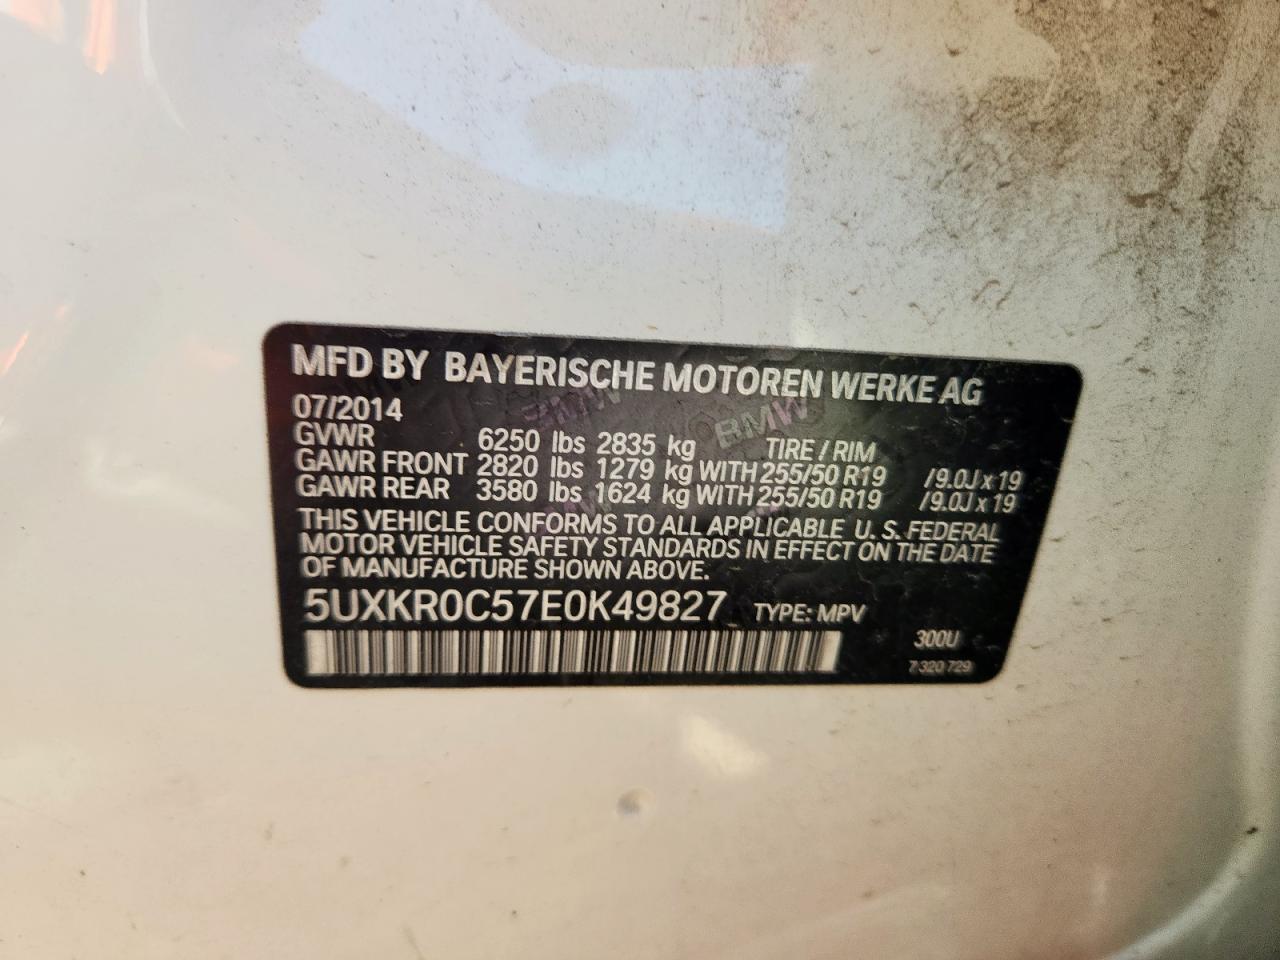 MFD BY BAYERISCHE MOTOREN WERKE AG
07/2014
GVWR 6250 lbs 2835 kg TIRE / RIM
GAWR FRONT 2820 lbs 1279 kg WITH 255/50 R19 /9.0J x 19
GAWR REAR 3580 lbs 1624 kg WITH 255/50 R19 /9.0J x 19
THIS VEHICLE CONFORMS TO ALL APPLICABLE U. S. FEDERAL
MOTOR VEHICLE SAFETY STANDARDS IN EFFECT ON THE DATE
OF MANUFACTURE SHOWN ABOVE.
5UXKR0C57E0K49827 TYPE: MPV
300U
7 320 729
BMW
BMW